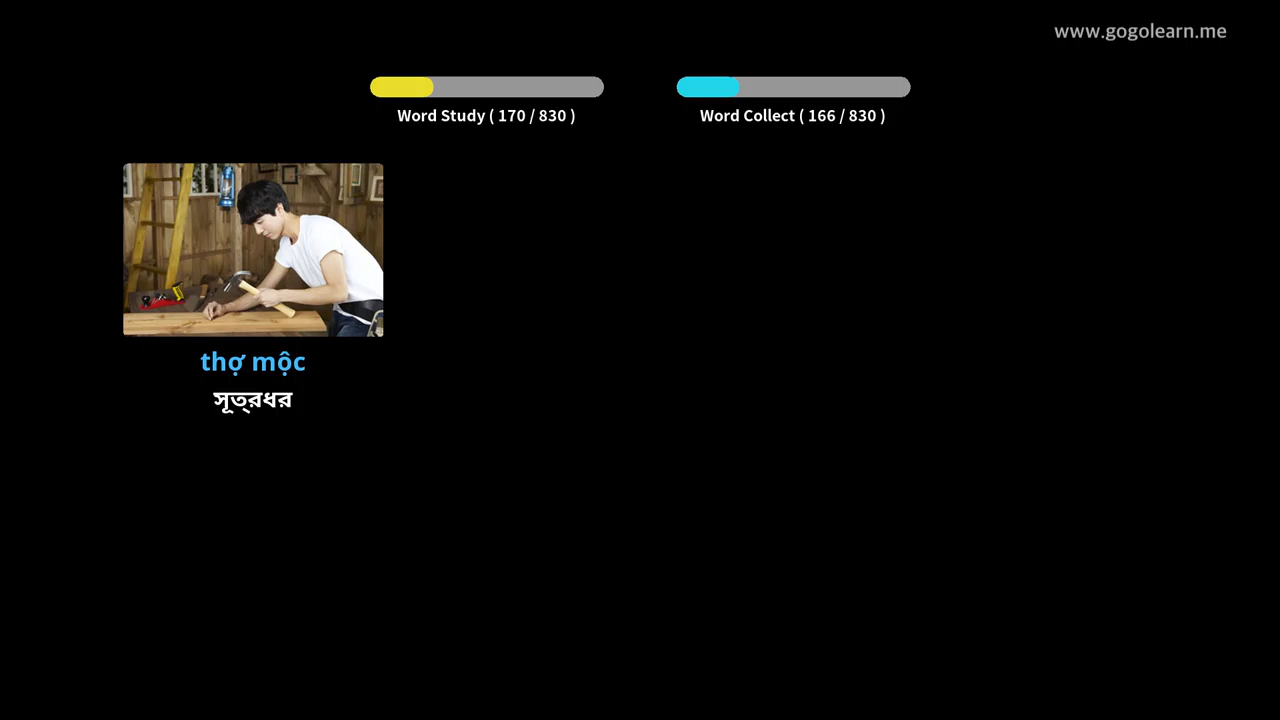 www.gogolearn.me
Word Study ( 170 / 830 )
Word Collect ( 166 / 830 )
thợ mộc
সূত্রধর